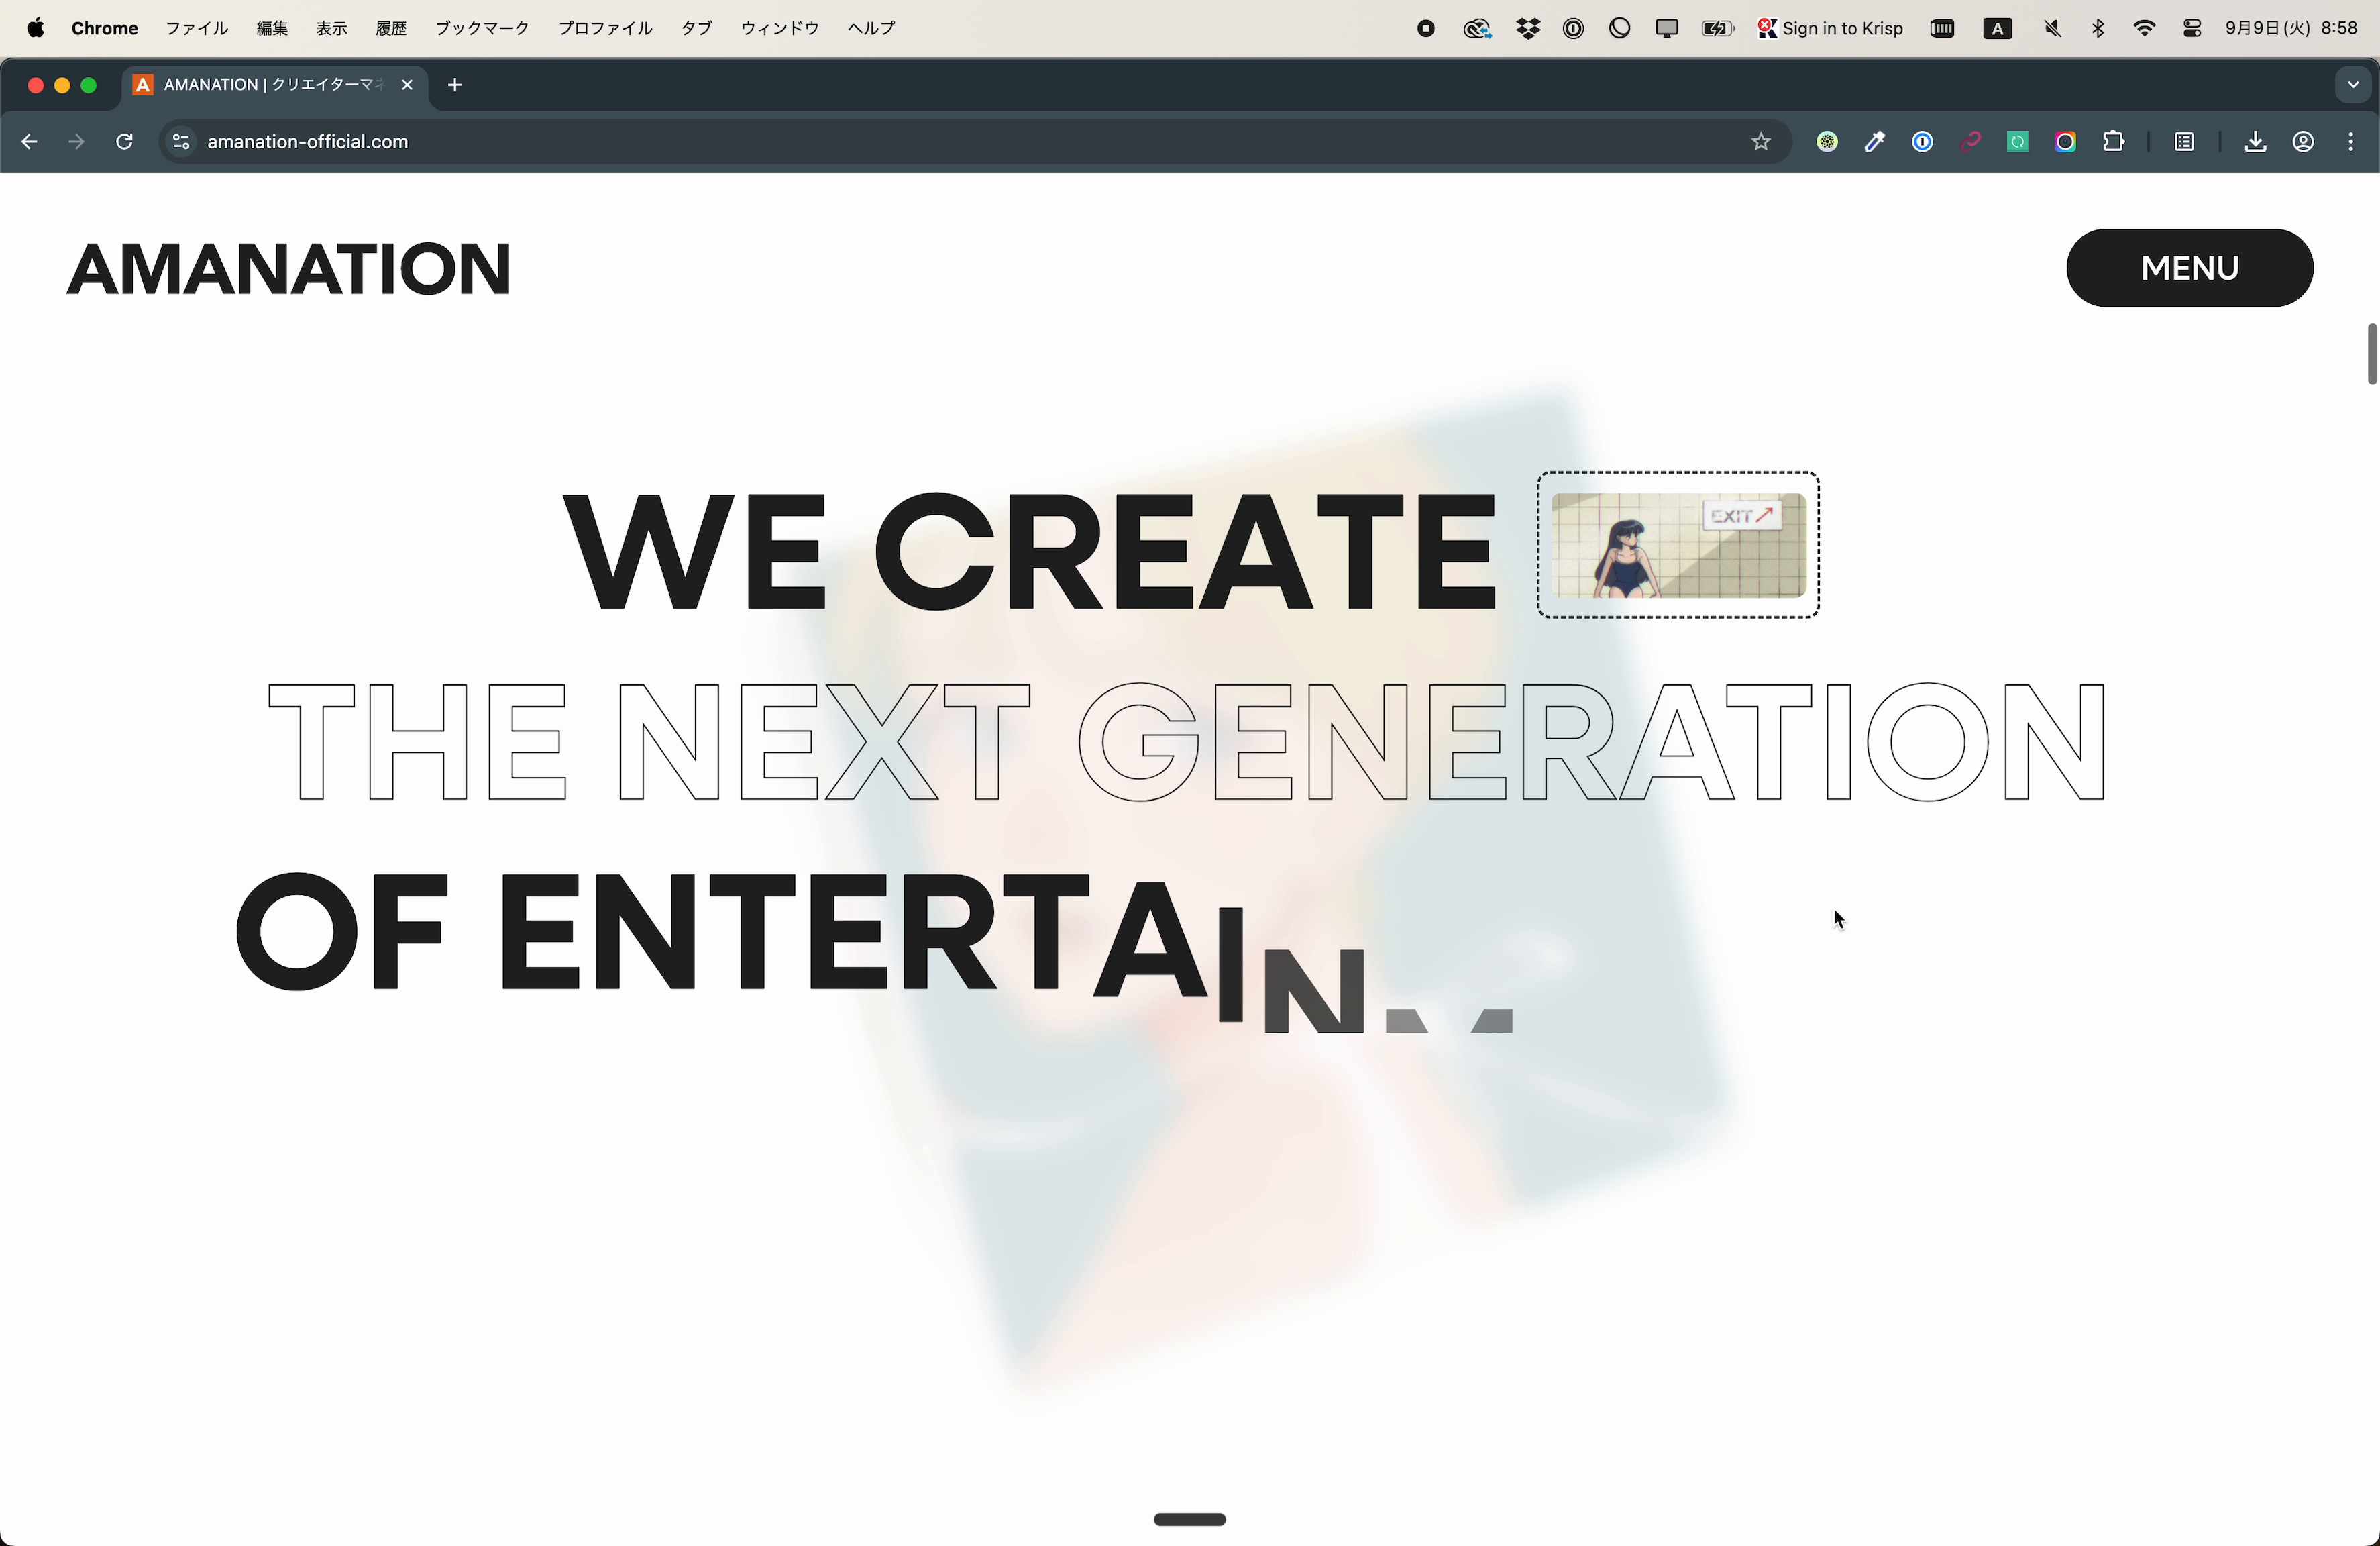 Chrome ファイル 編集 表示 履歴 ブックマーク プロファイル タブ ウィンドウ ヘルプ Sign in to Krisp A 9月9日(火) 8:58
A AMANATION | クリエイターマネ
amanation-official.com
AMANATION
MENU
WE CREATE
EXIT↗
THE NEXT GENERATION
OF ENTERTAIN